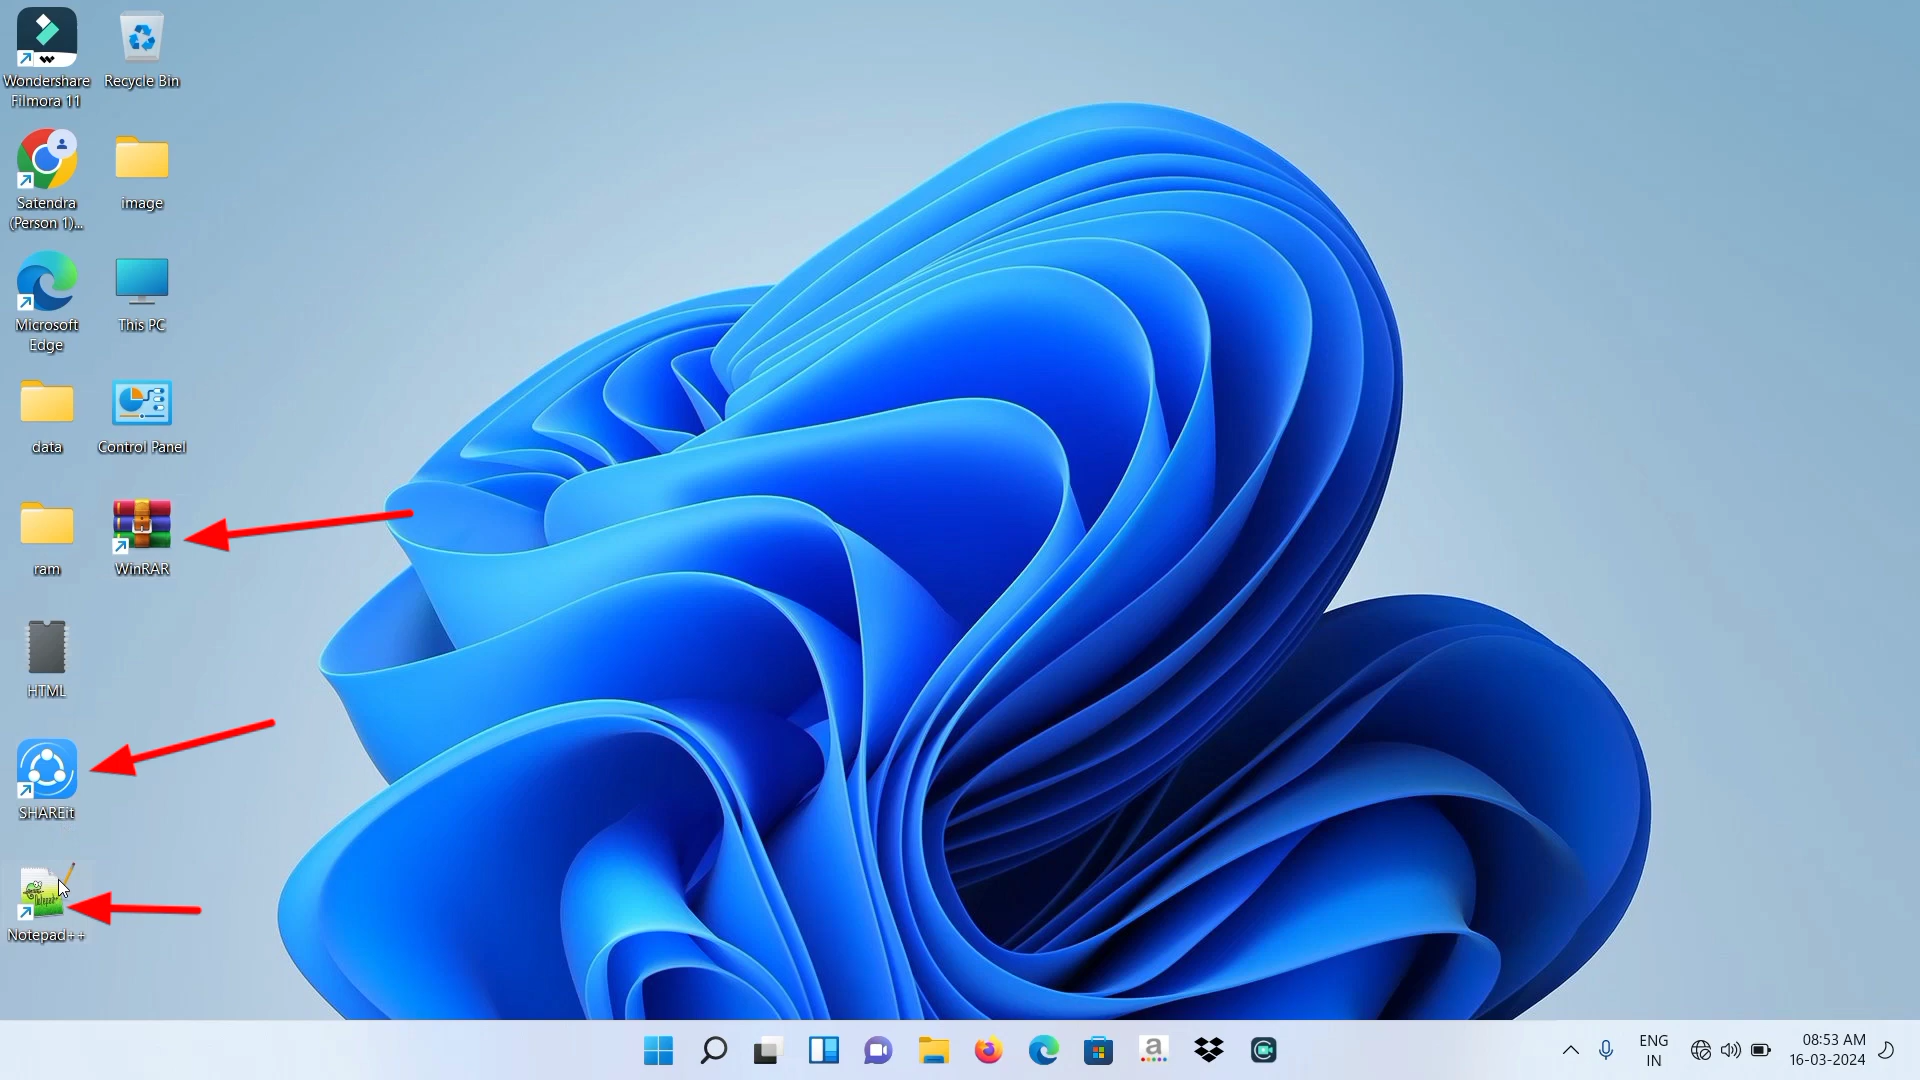 Wondershare
Filmora 11
Recycle Bin
Satendra
(Person 1)...
image
Microsoft
Edge
This PC
data
Control Panel
ram
WinRAR
HTML
SHAREit
Notepad++
a
ENG
IN
08:53 AM
16-03-2024